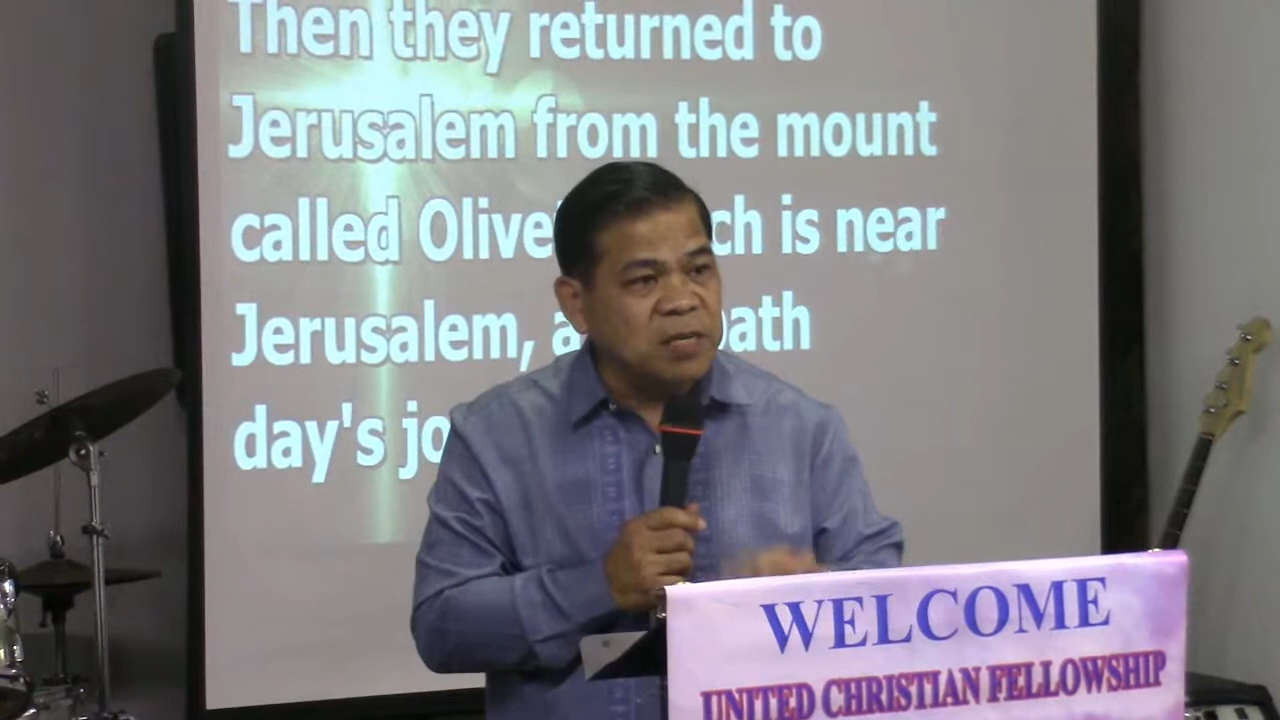 Then they returned to
Jerusalem from the mount
called Olive ch is near
Jerusalem, a bath
day's jo
WELCOME
UNITED CHRISTIAN FELLOWSHIP